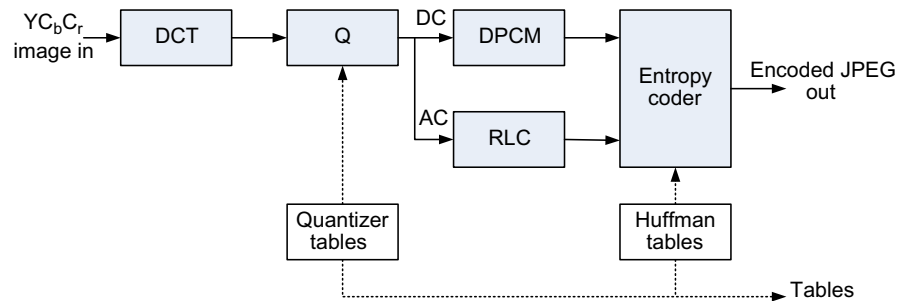 YCbCr
image in
DCT
Q
DC
DPCM
AC
RLC
Entropy
coder
Encoded JPEG
out
Quantizer
tables
Huffman
tables
Tables